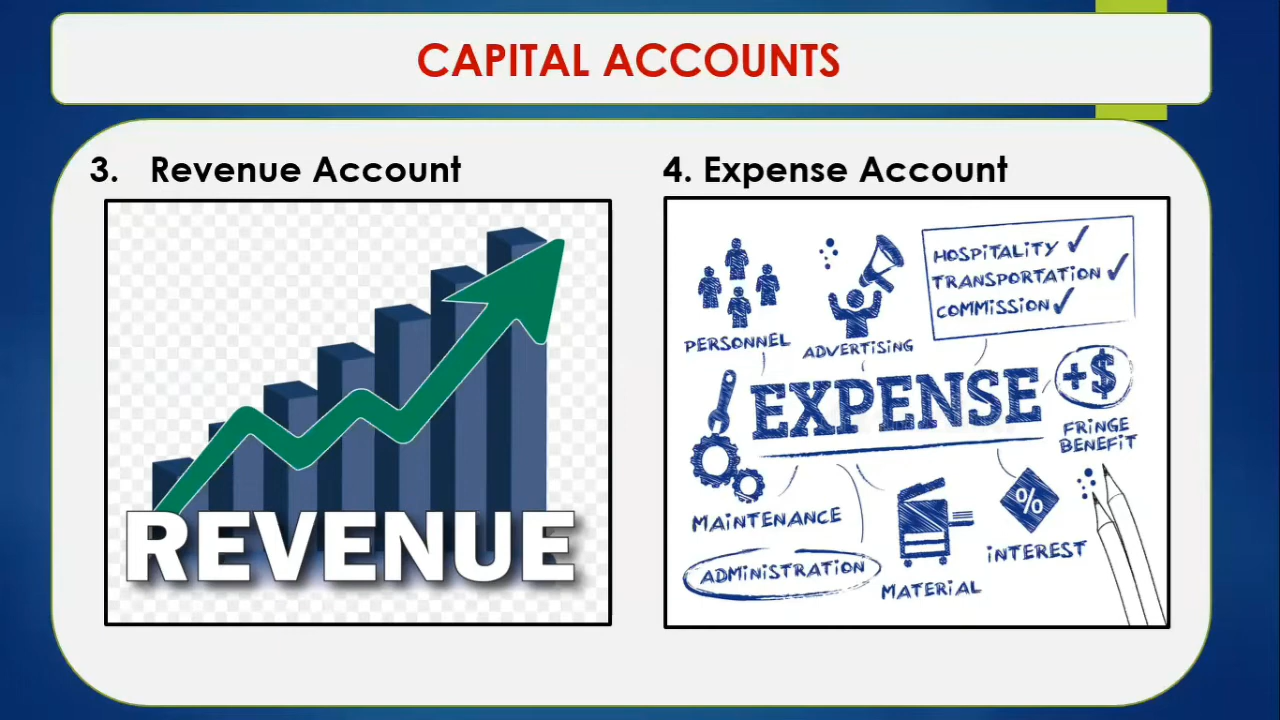 CAPITAL ACCOUNTS
3. Revenue Account
REVENUE
4. Expense Account
PERSONNEL
ADVERTISING
HOSPITALITY ✓
TRANSPORTATION ✓
COMMISSION ✓
EXPENSE
+$
FRINGE
BENEFIT
MAINTENANCE
ADMINISTRATION
MATERIAL
%
INTEREST